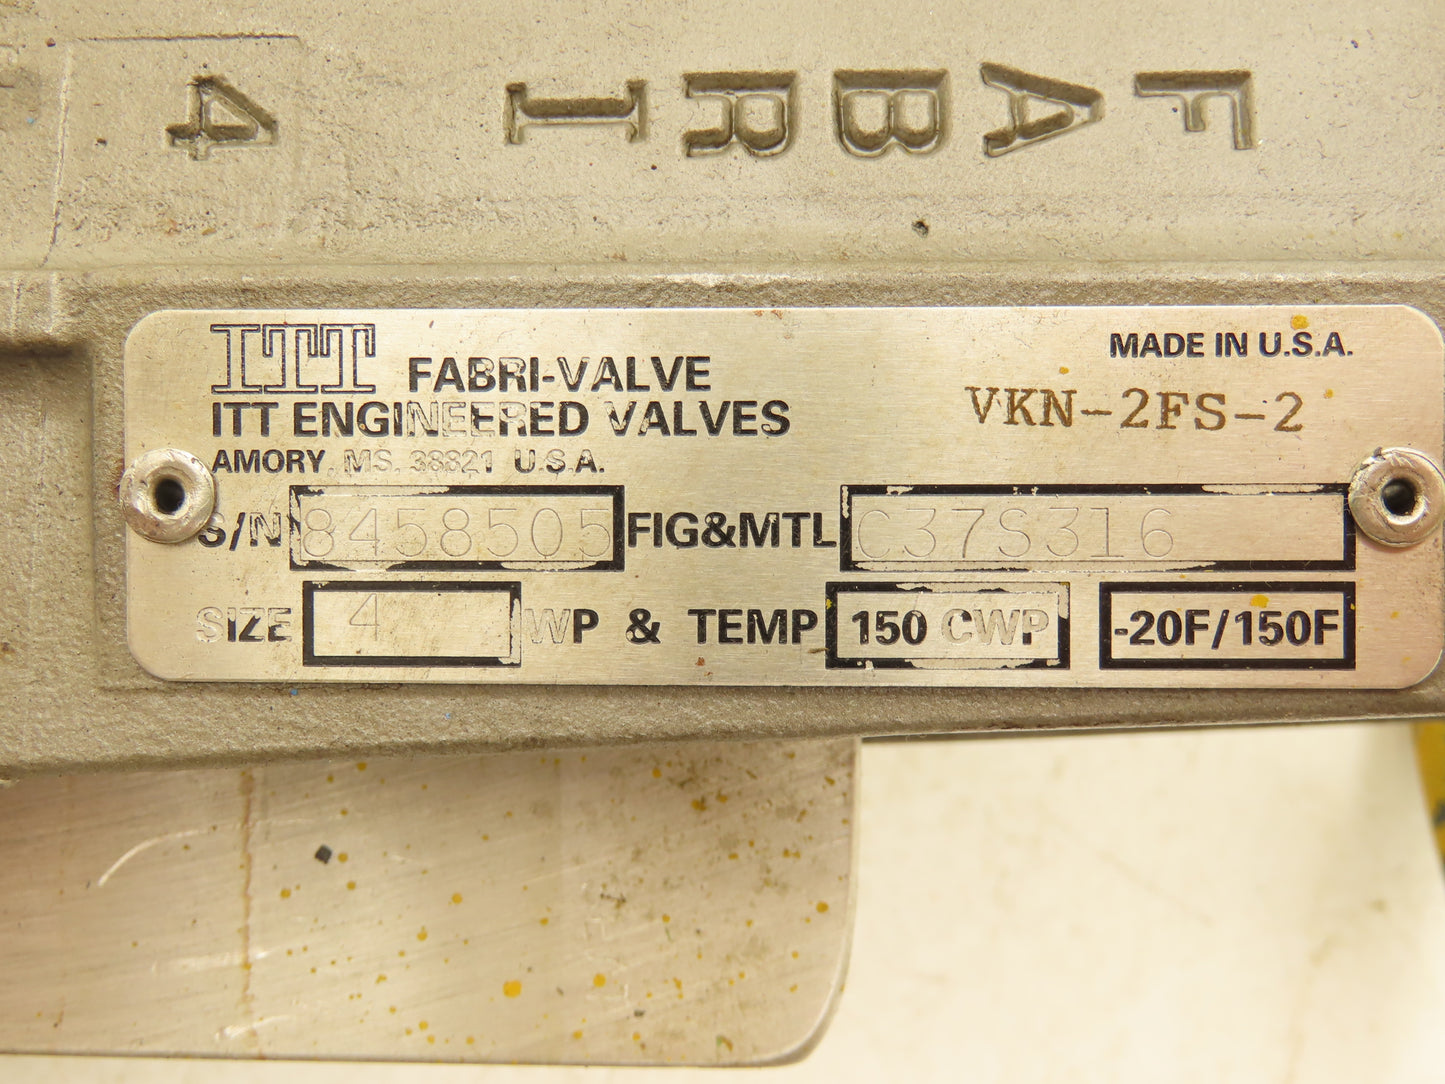 FABRI 4
ITT FABRI-VALVE
ITT ENGINEERED VALVES
AMORY, MS. 38821 U.S.A.
MADE IN U.S.A.
VKN-2FS-2
S/N 8458505 FIG&MTL C37S316
SIZE 4 WP & TEMP 150 CWP -20F/150F